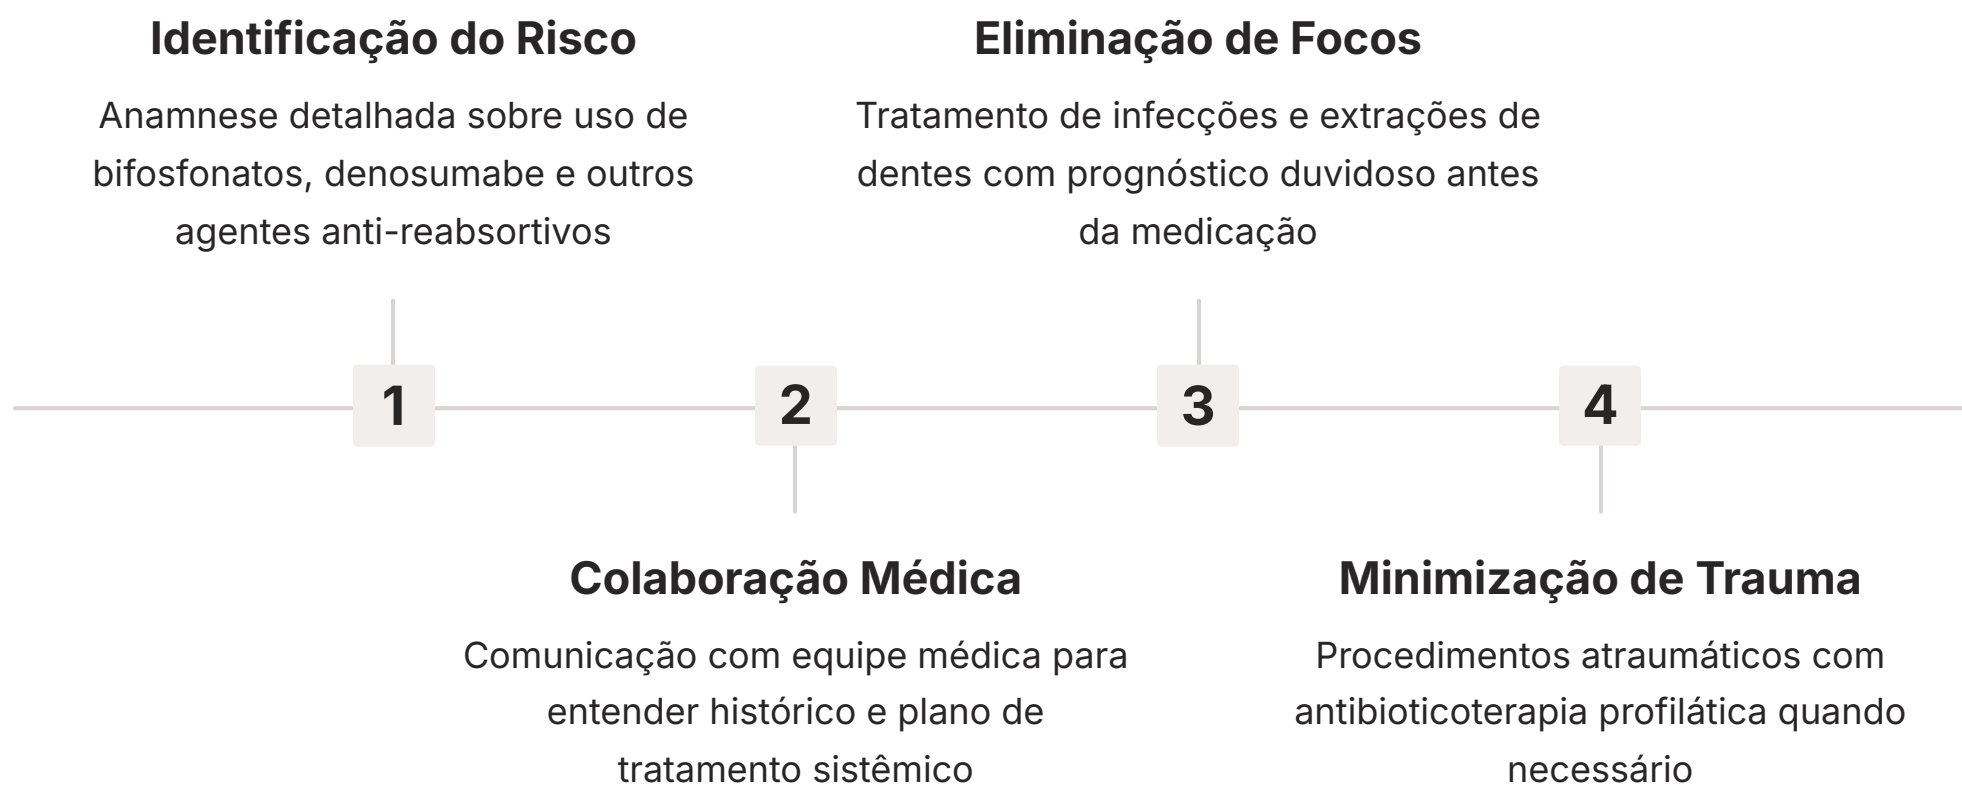 Identificação do Risco
Anamnese detalhada sobre uso de
bifosfonatos, denosumabe e outros
agentes anti-reabsortivos
1
Colaboração Médica
Comunicação com equipe médica para
entender histórico e plano de
tratamento sistêmico
2
Eliminação de Focos
Tratamento de infecções e extrações de
dentes com prognóstico duvidoso antes
da medicação
3
Minimização de Trauma
Procedimentos atraumáticos com
antibioticoterapia profilática quando
necessário
4